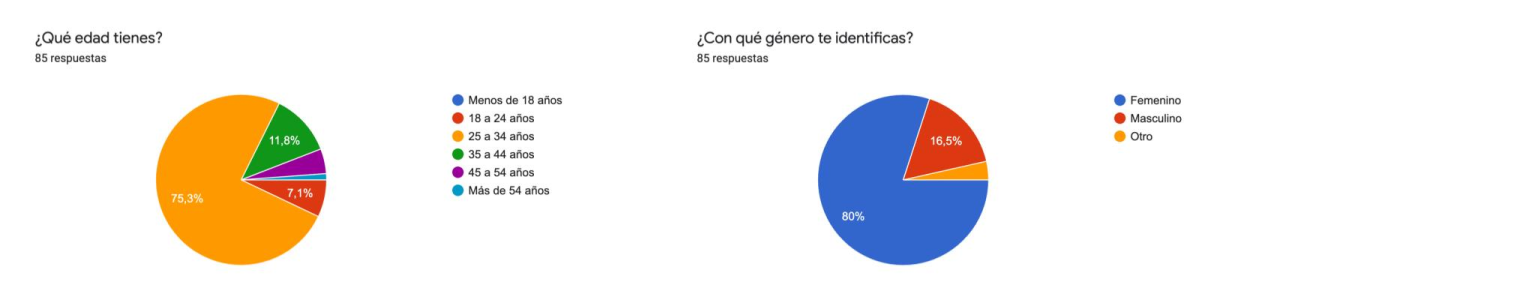 ¿Qué edad tienes?
85 respuestas
Menos de 18 años
18 a 24 años
25 a 34 años
35 a 44 años
45 a 54 años
Más de 54 años
11,8%
7,1%
75,3%
¿Con qué género te identificas?
85 respuestas
Femenino
Masculino
Otro
16,5%
80%